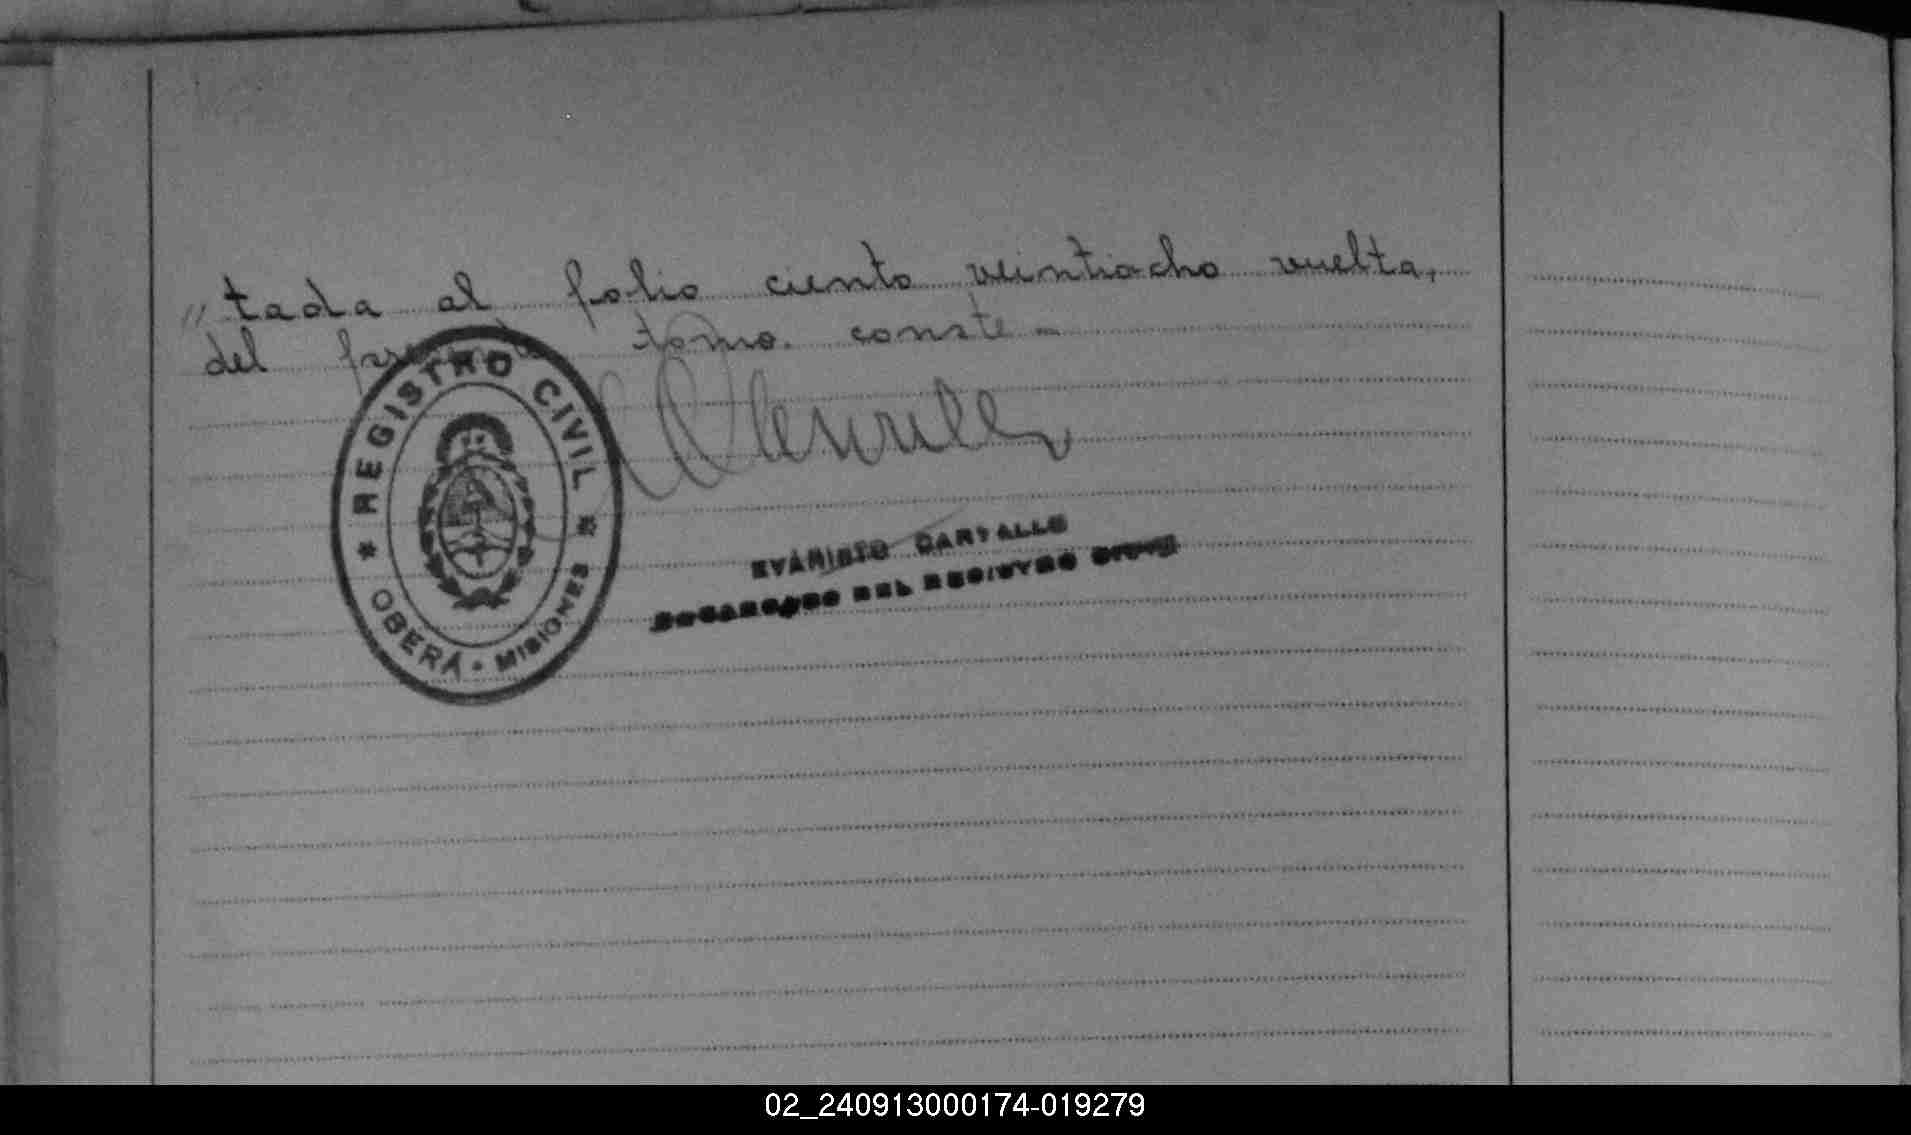 "tada al folio ciento veintiocho vuelta,
del presente tomo. conste -
REGISTRO CIVIL
OBERÁ - MISIONES
EVARISTO
ENCARGADO DEL REGISTRO CIVIL
02_240913000174-019279